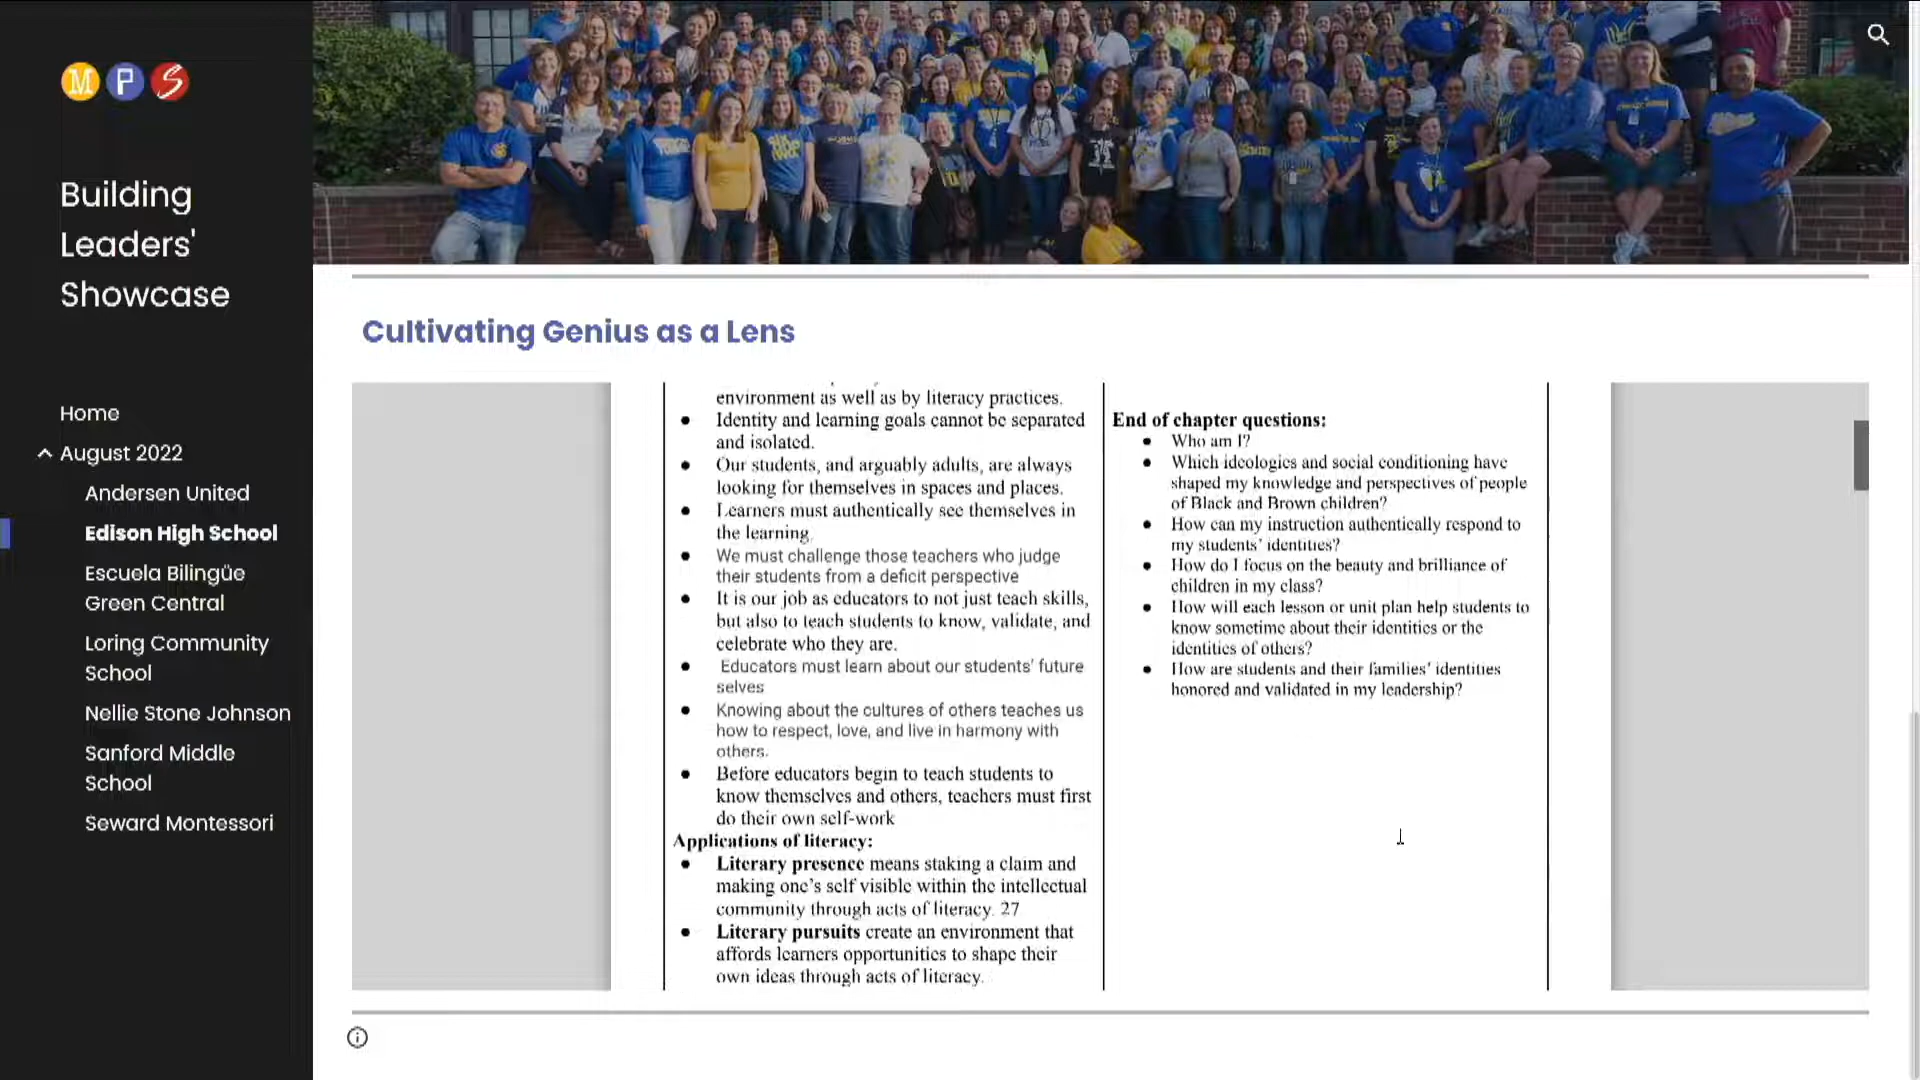 M P S
Building
Leaders'
Showcase
Home
August 2022
Andersen United
Edison High School
Escuela Bilingüe
Green Central
Loring Community
School
Nellie Stone Johnson
Sanford Middle
School
Seward Montessori
Cultivating Genius as a Lens
environment as well as by literacy practices.
● Identity and learning goals cannot be separated
and isolated.
● Our students, and arguably adults, are always
looking for themselves in spaces and places.
● Learners must authentically see themselves in
the learning
● We must challenge those teachers who judge
their students from a deficit perspective
● It is our job as educators to not just teach skills,
but also to teach students to know, validate, and
celebrate who they are.
● Educators must learn about our students' future
selves
● Knowing about the cultures of others teaches us
how to respect, love, and live in harmony with
others.
● Before educators begin to teach students to
know themselves and others, teachers must first
do their own self-work
Applications of literacy:
● Literary presence means staking a claim and
making one's self visible within the intellectual
community through acts of literacy. 27
● Literary pursuits create an environment that
affords learners opportunities to shape their
own ideas through acts of literacy.
End of chapter questions:
● Who am I?
● Which ideologies and social conditioning have
shaped my knowledge and perspectives of people
of Black and Brown children?
● How can my instruction authentically respond to
my students' identities?
● How do I focus on the beauty and brilliance of
children in my class?
● How will each lesson or unit plan help students to
know sometime about their identities or the
identities of others?
● How are students and their families' identities
honored and validated in my leadership?